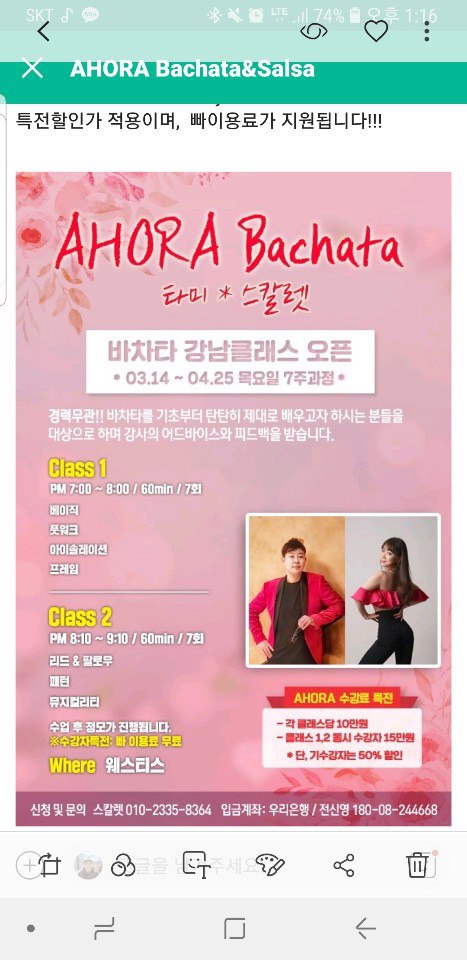 SKT
LTE
74%
오후 1:16
AHORA Bachata&Salsa
특전할인가 적용이며, 빠이용료가 지원됩니다!!!
AHORA Bachata
타미 * 스칼렛
바차타 강남클래스 오픈
* 03.14 ~ 04.25 목요일 7주과정 *
경력무관!! 바차타를 기초부터 탄탄히 제대로 배우고자 하시는 분들을
대상으로 하며 강사의 어드바이스와 피드백을 받습니다.
Class 1
PM 7:00 ~ 8:00 / 60min / 7회
베이직
풋워크
아이솔레이션
프레임
Class 2
PM 8:10 ~ 9:10 / 60min / 7회
리드 & 팔로우
패턴
뮤지컬리티
수업 후 정모가 진행됩니다.
※수강자특전: 빠 이용료 무료
Where 웨스티스
AHORA 수강료 특전
- 각 클래스당 10만원
- 클래스 1,2 동시 수강자 15만원
* 단, 기수강자는 50% 할인
신청 및 문의 스칼렛 010-2335-8364 입금계좌: 우리은행 / 전신영 180-08-244668